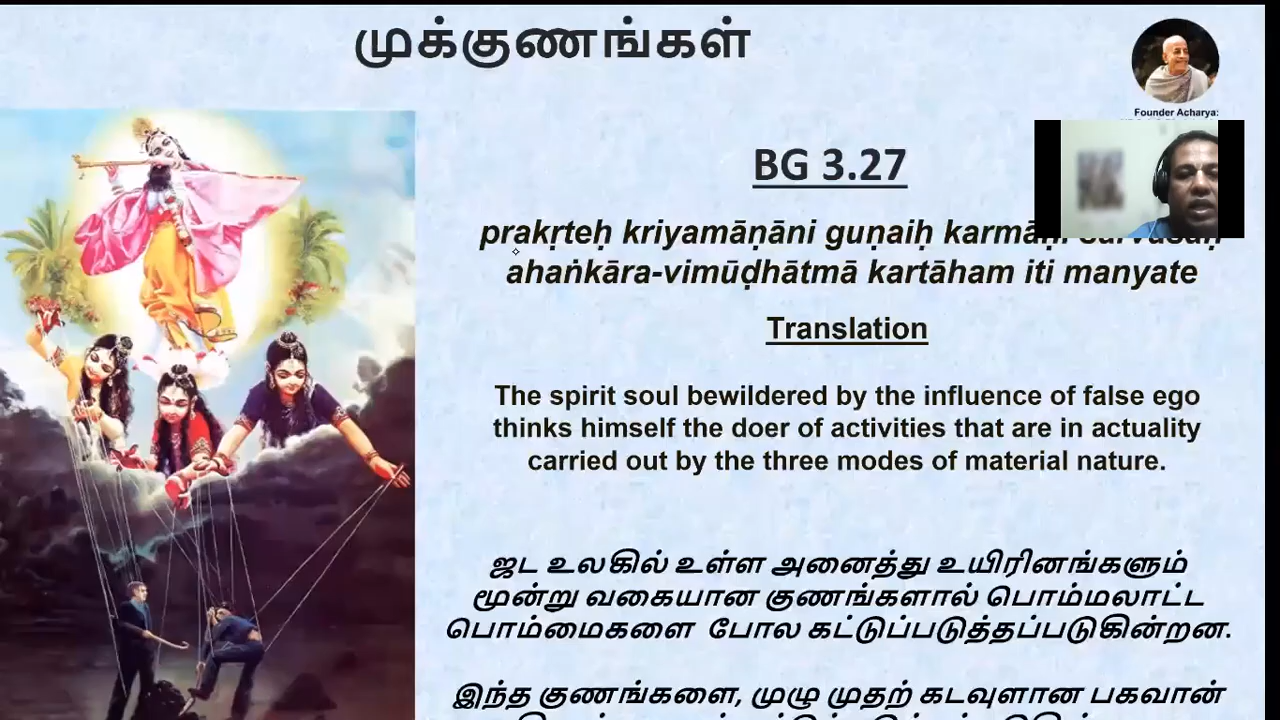 முக்குணங்கள்
Founder Acharya:
BG 3.27
prakṛteḥ kriyamāṇāni guṇaiḥ karmāṇi
ahaṅkāra-vimūḍhātmā kartāham iti manyate
Translation
The spirit soul bewildered by the influence of false ego
thinks himself the doer of activities that are in actuality
carried out by the three modes of material nature.
ஜட உலகில் உள்ள அனைத்து உயிரினங்களும்
மூன்று வகையான குணங்களால் பொம்மலாட்ட
பொம்மைகளை போல கட்டுப்படுத்தப்படுகின்றன.
இந்த குணங்களை, முழு முதற் கடவுளான பகவான்